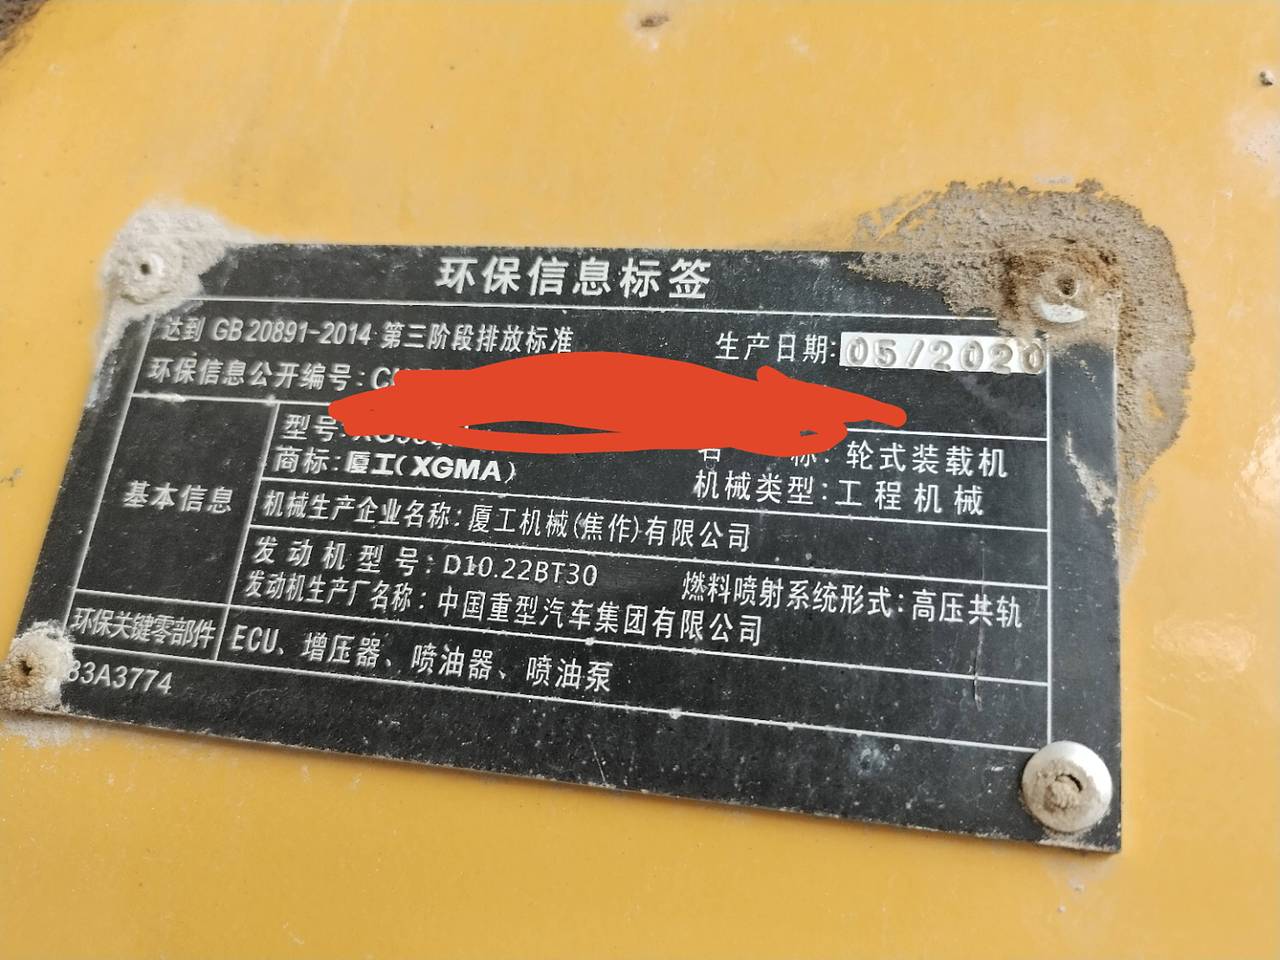 环保信息标签
达到 GB 20891-2014 第三阶段排放标准
生产日期: 05/2020
环保信息公开编号:
基本信息
型号:
称: 轮式装载机
商标: 厦工(XGMA)
机械类型: 工程机械
机械生产企业名称: 厦工机械(焦作)有限公司
发动机型号: D10.22BT30
燃料喷射系统形式: 高压共轨
发动机生产厂名称: 中国重型汽车集团有限公司
环保关键零部件
ECU、增压器、喷油器、喷油泵
83A3774